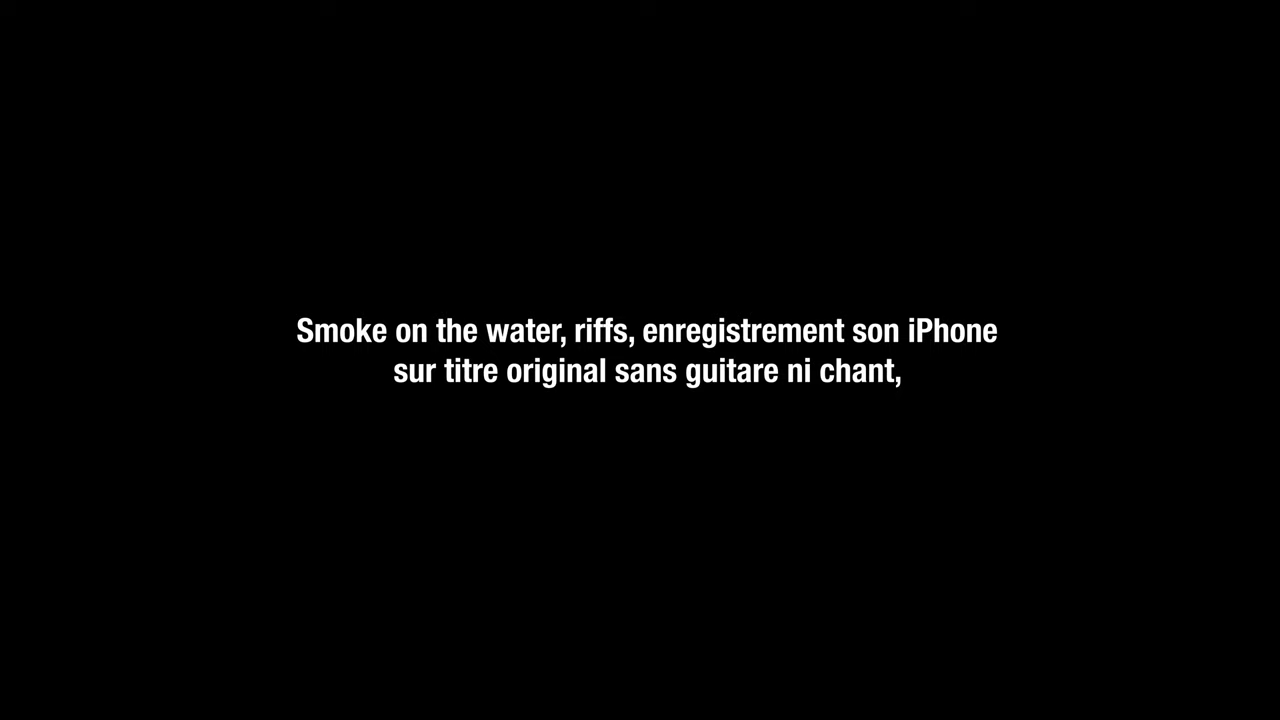 Smoke on the water, riffs, enregistrement son iPhone
sur titre original sans guitare ni chant,